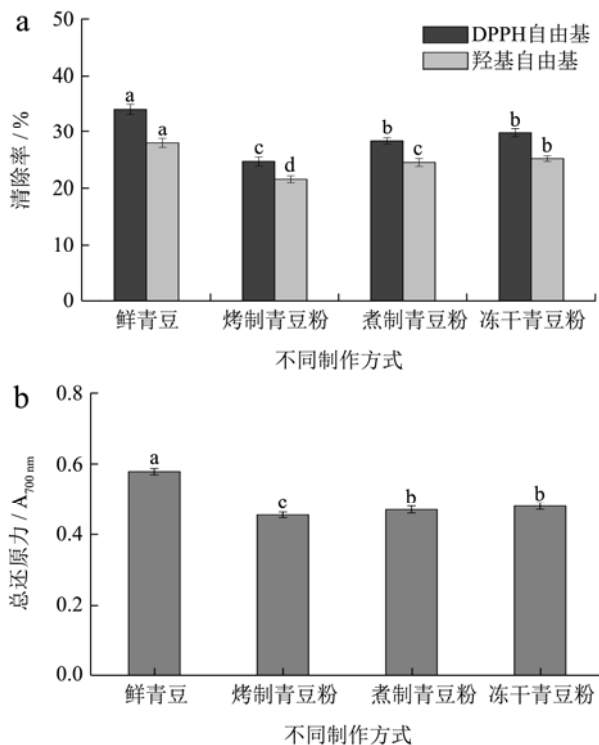 a
DPPH自由基
羟基自由基
50
40
30
20
10
0
清除率 / %
a
a
c
d
b
c
b
b
鲜青豆
烤制青豆粉
煮制青豆粉
冻干青豆粉
不同制作方式
b
0.8
0.6
0.4
0.2
0.0
总还原力 / A700 nm
a
c
b
b
鲜青豆
烤制青豆粉
煮制青豆粉
冻干青豆粉
不同制作方式